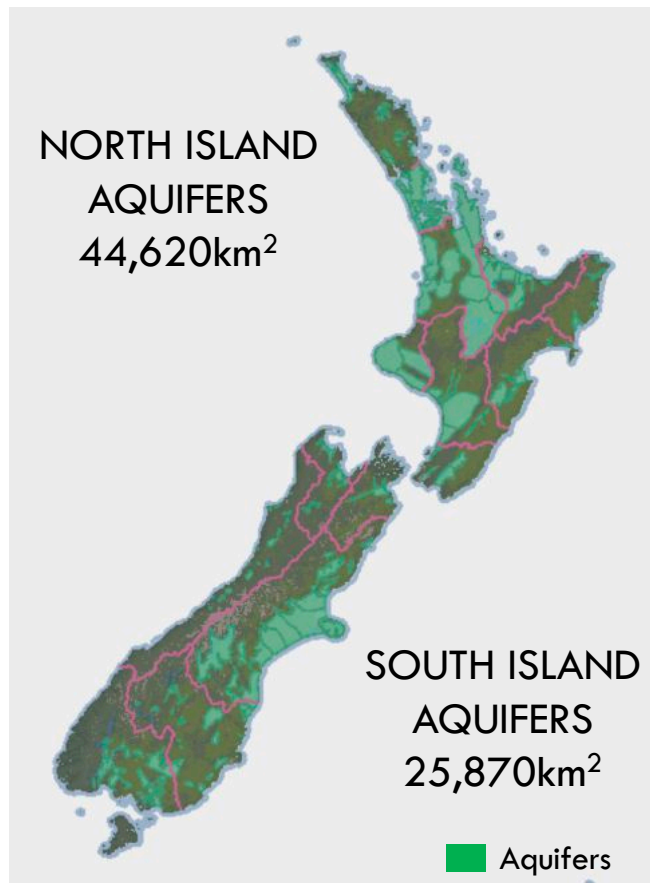 NORTH ISLAND
AQUIFERS
44,620km²
SOUTH ISLAND
AQUIFERS
25,870km²
Aquifers